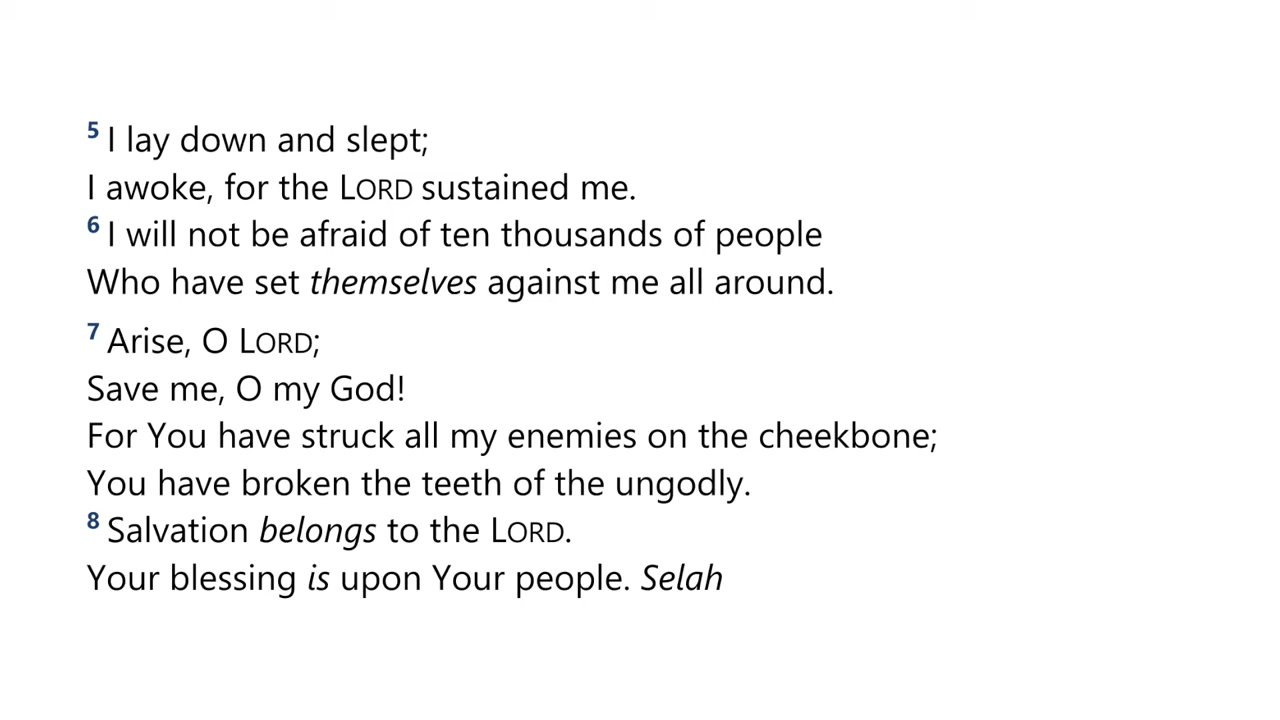 5 I lay down and slept;
I awoke, for the LORD sustained me.
6 I will not be afraid of ten thousands of people
Who have set themselves against me all around.
7 Arise, O LORD;
Save me, O my God!
For You have struck all my enemies on the cheekbone;
You have broken the teeth of the ungodly.
8 Salvation belongs to the LORD.
Your blessing is upon Your people. Selah